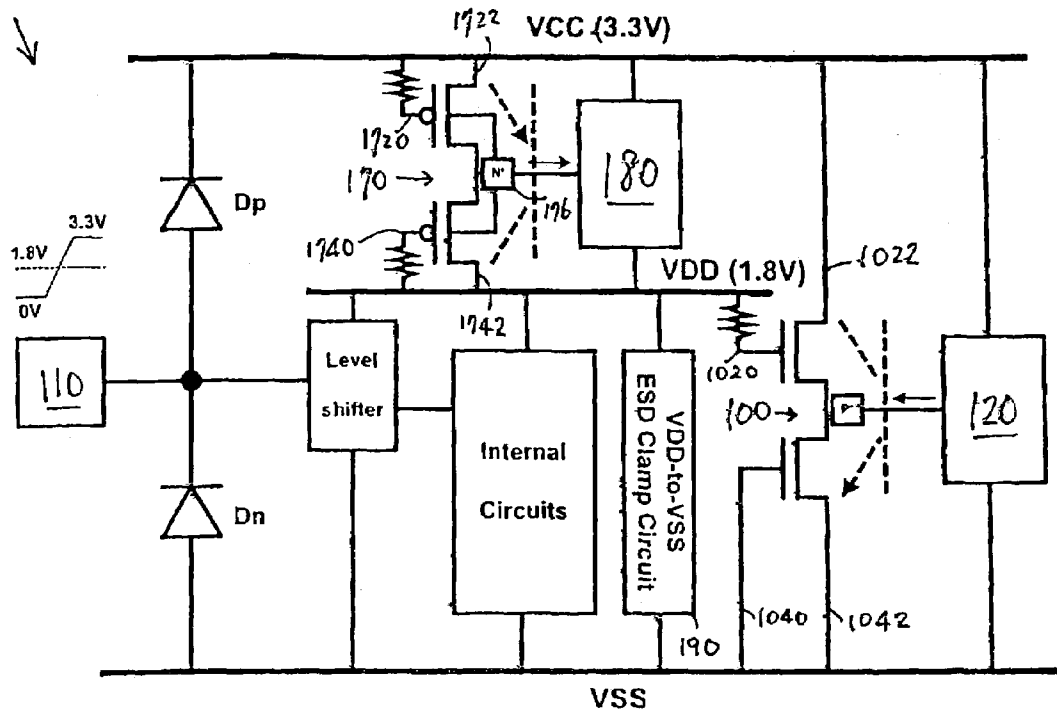 1722
VCC (3.3V)
1720
170
N+
176
180
Dp
3.3V
1.8V
0V
1740
VDD (1.8V)
1742
1022
110
Level
shifter
1020
100
120
Internal
Circuits
VDD-to-VSS
ESD Clamp Circuit
Dn
190
1040
1042
VSS